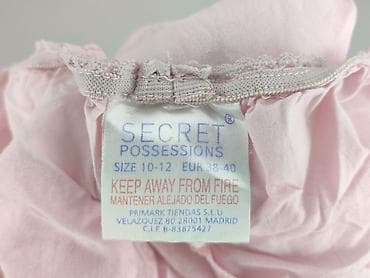 SECRET®
POSSESSIONS
SIZE 10-12 EUR 38-40
KEEP AWAY FROM FIRE
MANTENER ALEJADO DEL FUEGO
PRIMARK TIENDAS S.L.U
VELAZQUEZ 80 28001 MADRID
C.I.F B-83875427